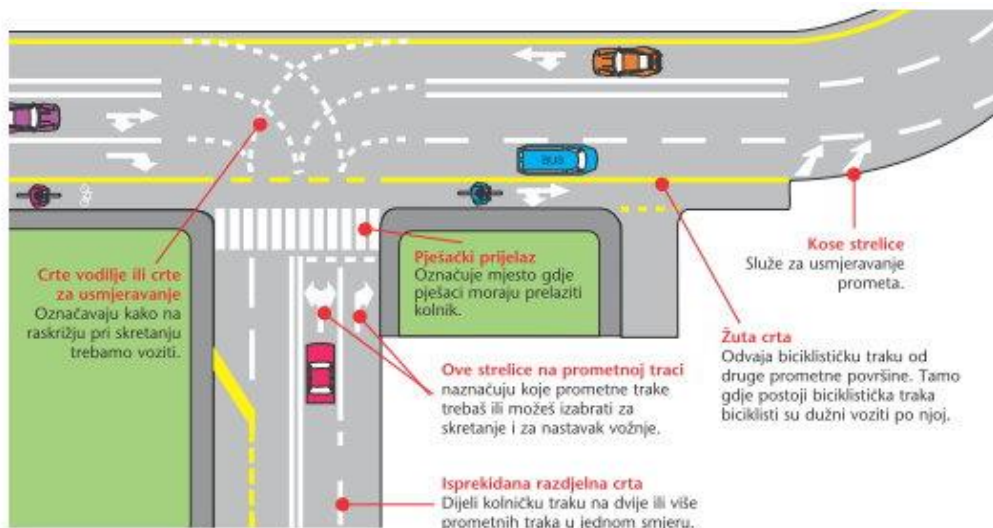 BUS
Crte vodilje ili crte
za usmjeravanje
Označavaju kako na
raskrižju pri skretanju
trebamo voziti.
Pješački prijelaz
Označuje mjesto gdje
pješaci moraju prelaziti
kolnik.
Kose strelice
Služe za usmjeravanje
prometa.
Žuta crta
Odvaja biciklističku traku od
druge prometne površine. Tamo
gdje postoji biciklistička traka
biciklisti su dužni voziti po njoj.
Ove strelice na prometnoj traci
naznačuju koje prometne trake
trebaš ili možeš izabrati za
skretanje i za nastavak vožnje.
Isprekidana razdjelna crta
Dijeli kolničku traku na dvije ili više
prometnih traka u jednom smjeru.